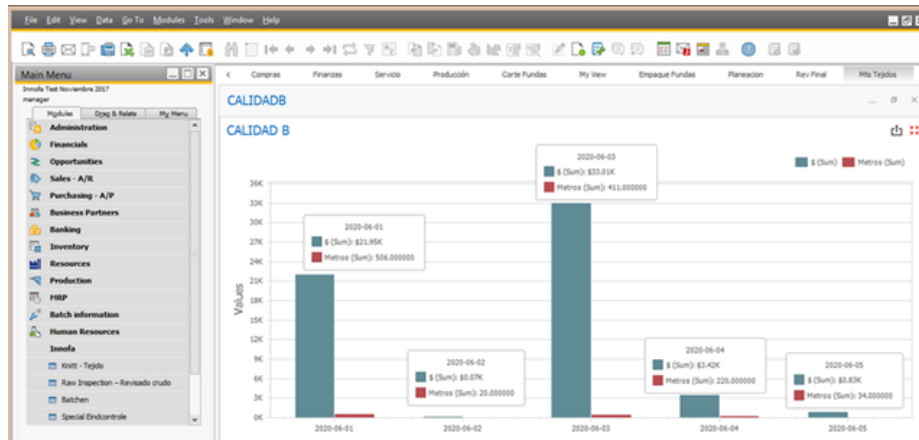 File Edit View Data Go To Modules Tools Window Help
Main Menu
Innofa Test Noviembre 2017
manager
Modules Drag & Relate My Menu
Administration
Financials
Opportunities
Sales - A/R
Purchasing - A/P
Business Partners
Banking
Inventory
Resources
Production
MRP
Batch information
Human Resources
Innofa
Knitt - Tejido
Raw Inspection – Revisado crudo
Batchen
Special Eindcontrole
Compras Finanzas Servicio Producción Corte Fundas My View Empaque Fundas Planeacion Rev Final Mts Tejidos
CALIDADB
CALIDAD B
$ (Sum) Metros (Sum)
Values
36K
33K
30K
27K
24K
21K
18K
15K
12K
9K
6K
3K
0K
2020-06-01
$ (Sum): $21.95K
Metros (Sum): 506.000000
2020-06-02
$ (Sum): $0.07K
Metros (Sum): 20.000000
2020-06-03
$ (Sum): $33.01K
Metros (Sum): 411.000000
2020-06-04
$ (Sum): $3.42K
Metros (Sum): 220.000000
2020-06-05
$ (Sum): $0.83K
Metros (Sum): 34.000000
2020-06-01 2020-06-02 2020-06-03 2020-06-04 2020-06-05